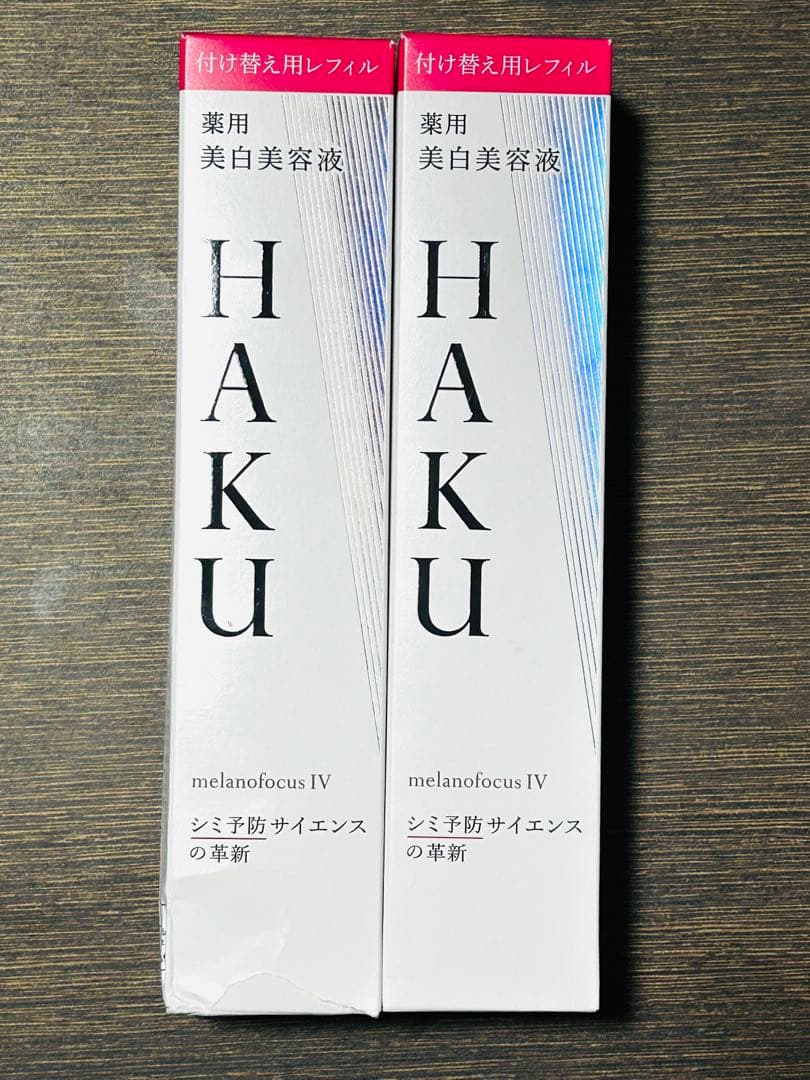 付け替え用レフィル
薬用
美白美容液
HAKU
melanofocus IV
シミ予防サイエンス
の革新
付け替え用レフィル
薬用
美白美容液
HAKU
melanofocus IV
シミ予防サイエンス
の革新